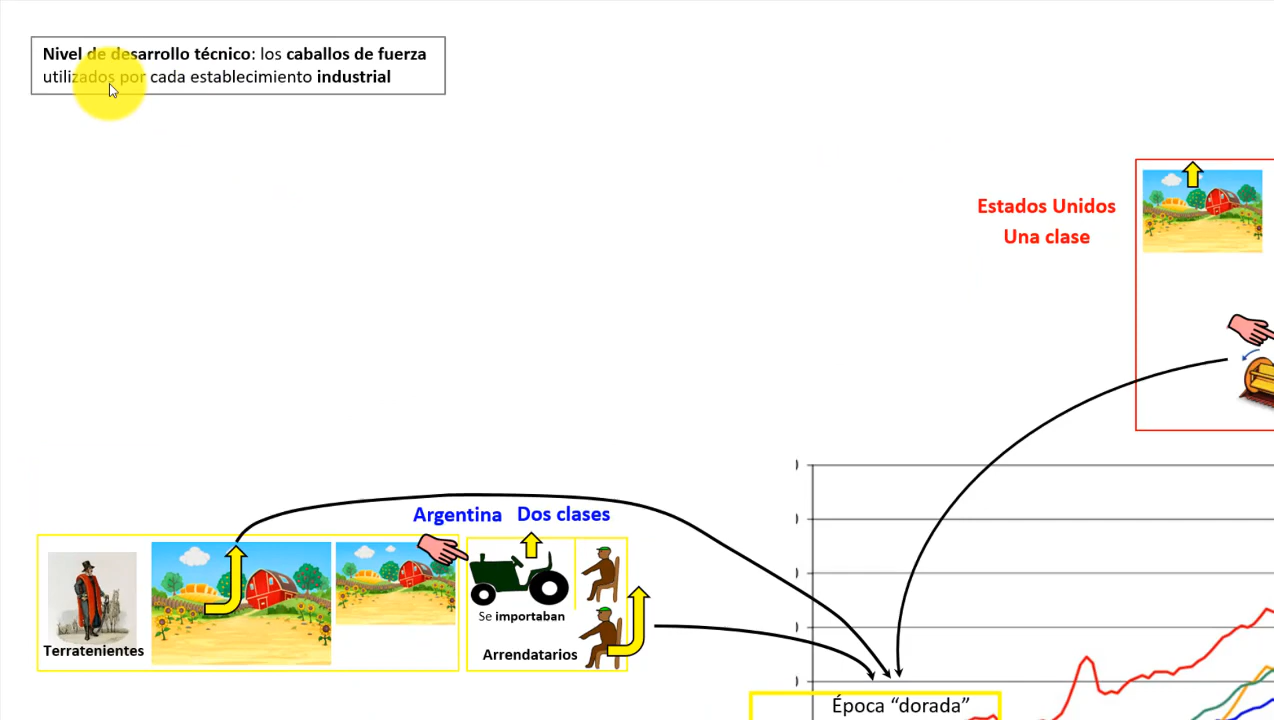 Nivel de desarrollo técnico: los caballos de fuerza
utilizados por cada establecimiento industrial
Estados Unidos
Una clase
Argentina Dos clases
Se importaban
Terratenientes
Arrendatarios
Época “dorada”